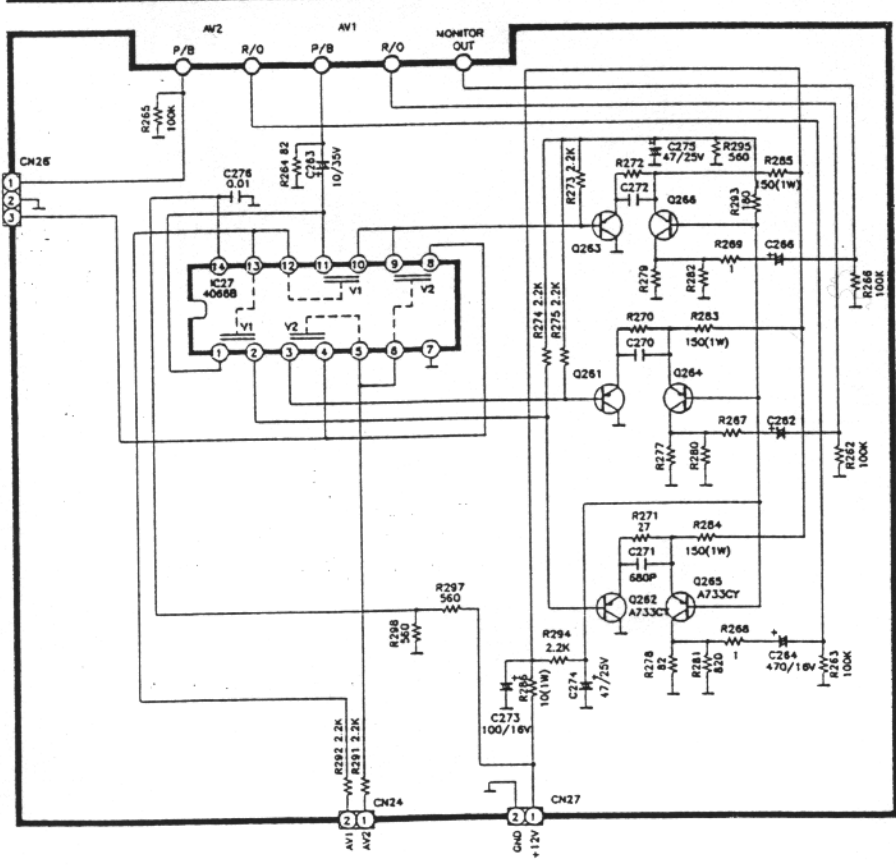 AV2 AV1 MONITOR OUT
P/B R/O P/B R/O
R265 100K
CN26
1
2
3
C276 0.01
R264 82
C263 10/35V
14 13 12 11 10 9 8
IC27
4066B
V1 V2
V1 V2
1 2 3 4 5 6 7
R273 2.2K
R272
C272
C275 47/25V
R295 560
R285
150(1W)
R293 180
Q263
Q266
R269
1
C266
R279
R282
R266 100K
R274 2.2K
R275 2.2K
R270
C270
R283
150(1W)
Q261
Q264
R267
C262
R277
R280
R262 100K
R271
27
C271
680P
R284
150(1W)
Q262
A733CY
Q265
A733CY
R268
1
C264
470/16V
R278 82
R281 820
R263 100K
R297
560
R298 560
R294
2.2K
R286 10(1W)
C274 47/25V
C273
100/16V
R292 2.2K
R291 2.2K
CN24
2 1
AV1 AV2
CN27
2 1
GND +12V